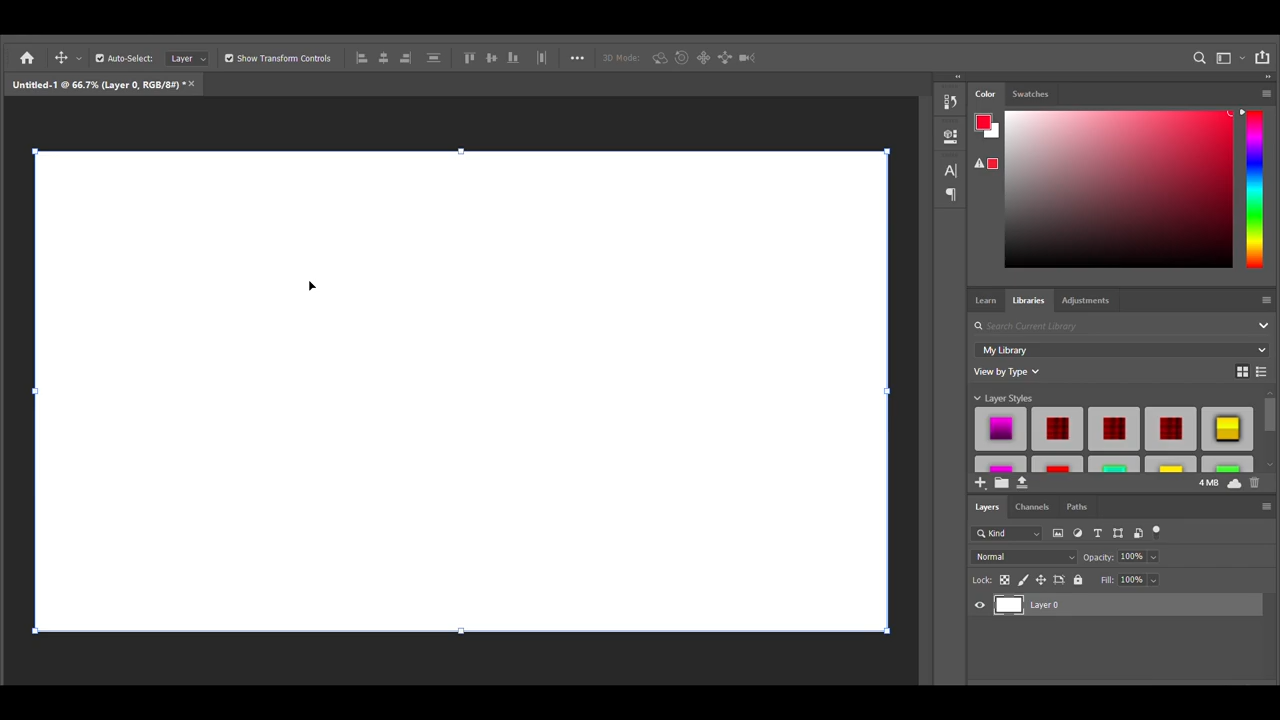 Auto-Select: Layer Show Transform Controls 3D Mode:
Untitled-1 @ 66.7% (Layer 0, RGB/8#) *
Color Swatches
Learn Libraries Adjustments
Search Current Library
My Library
View by Type
Layer Styles
4 MB
Layers Channels Paths
Kind
Normal Opacity: 100%
Lock: Fill: 100%
Layer 0